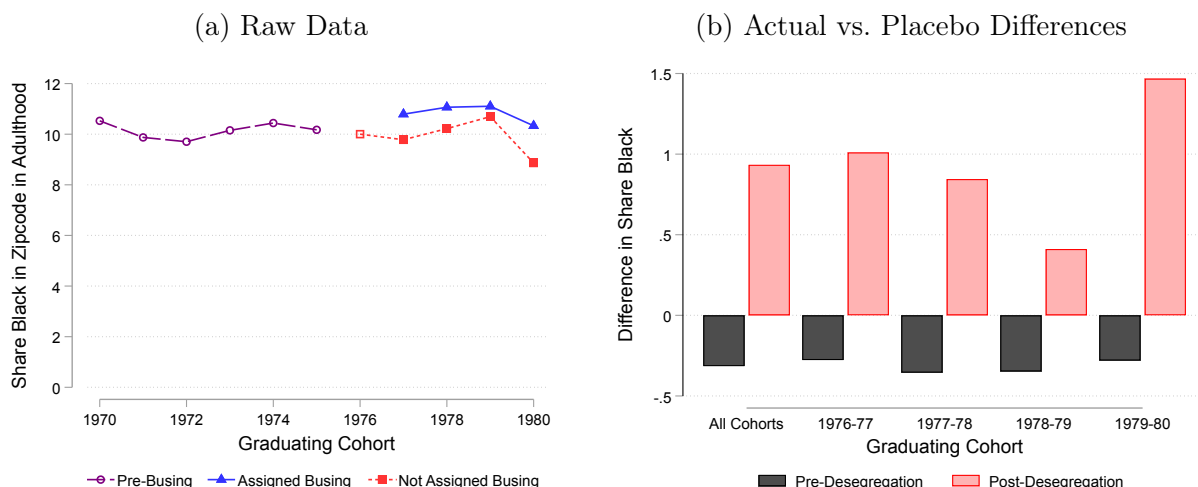 (a) Raw Data
Share Black in Zipcode in Adulthood
12
10
8
6
4
2
0
1970 1972 1974 1976 1978 1980
Graduating Cohort
Pre-Busing Assigned Busing Not Assigned Busing
(b) Actual vs. Placebo Differences
Difference in Share Black
1.5
1
.5
0
-.5
All Cohorts 1976-77 1977-78 1978-79 1979-80
Graduating Cohort
Pre-Desegregation Post-Desegregation